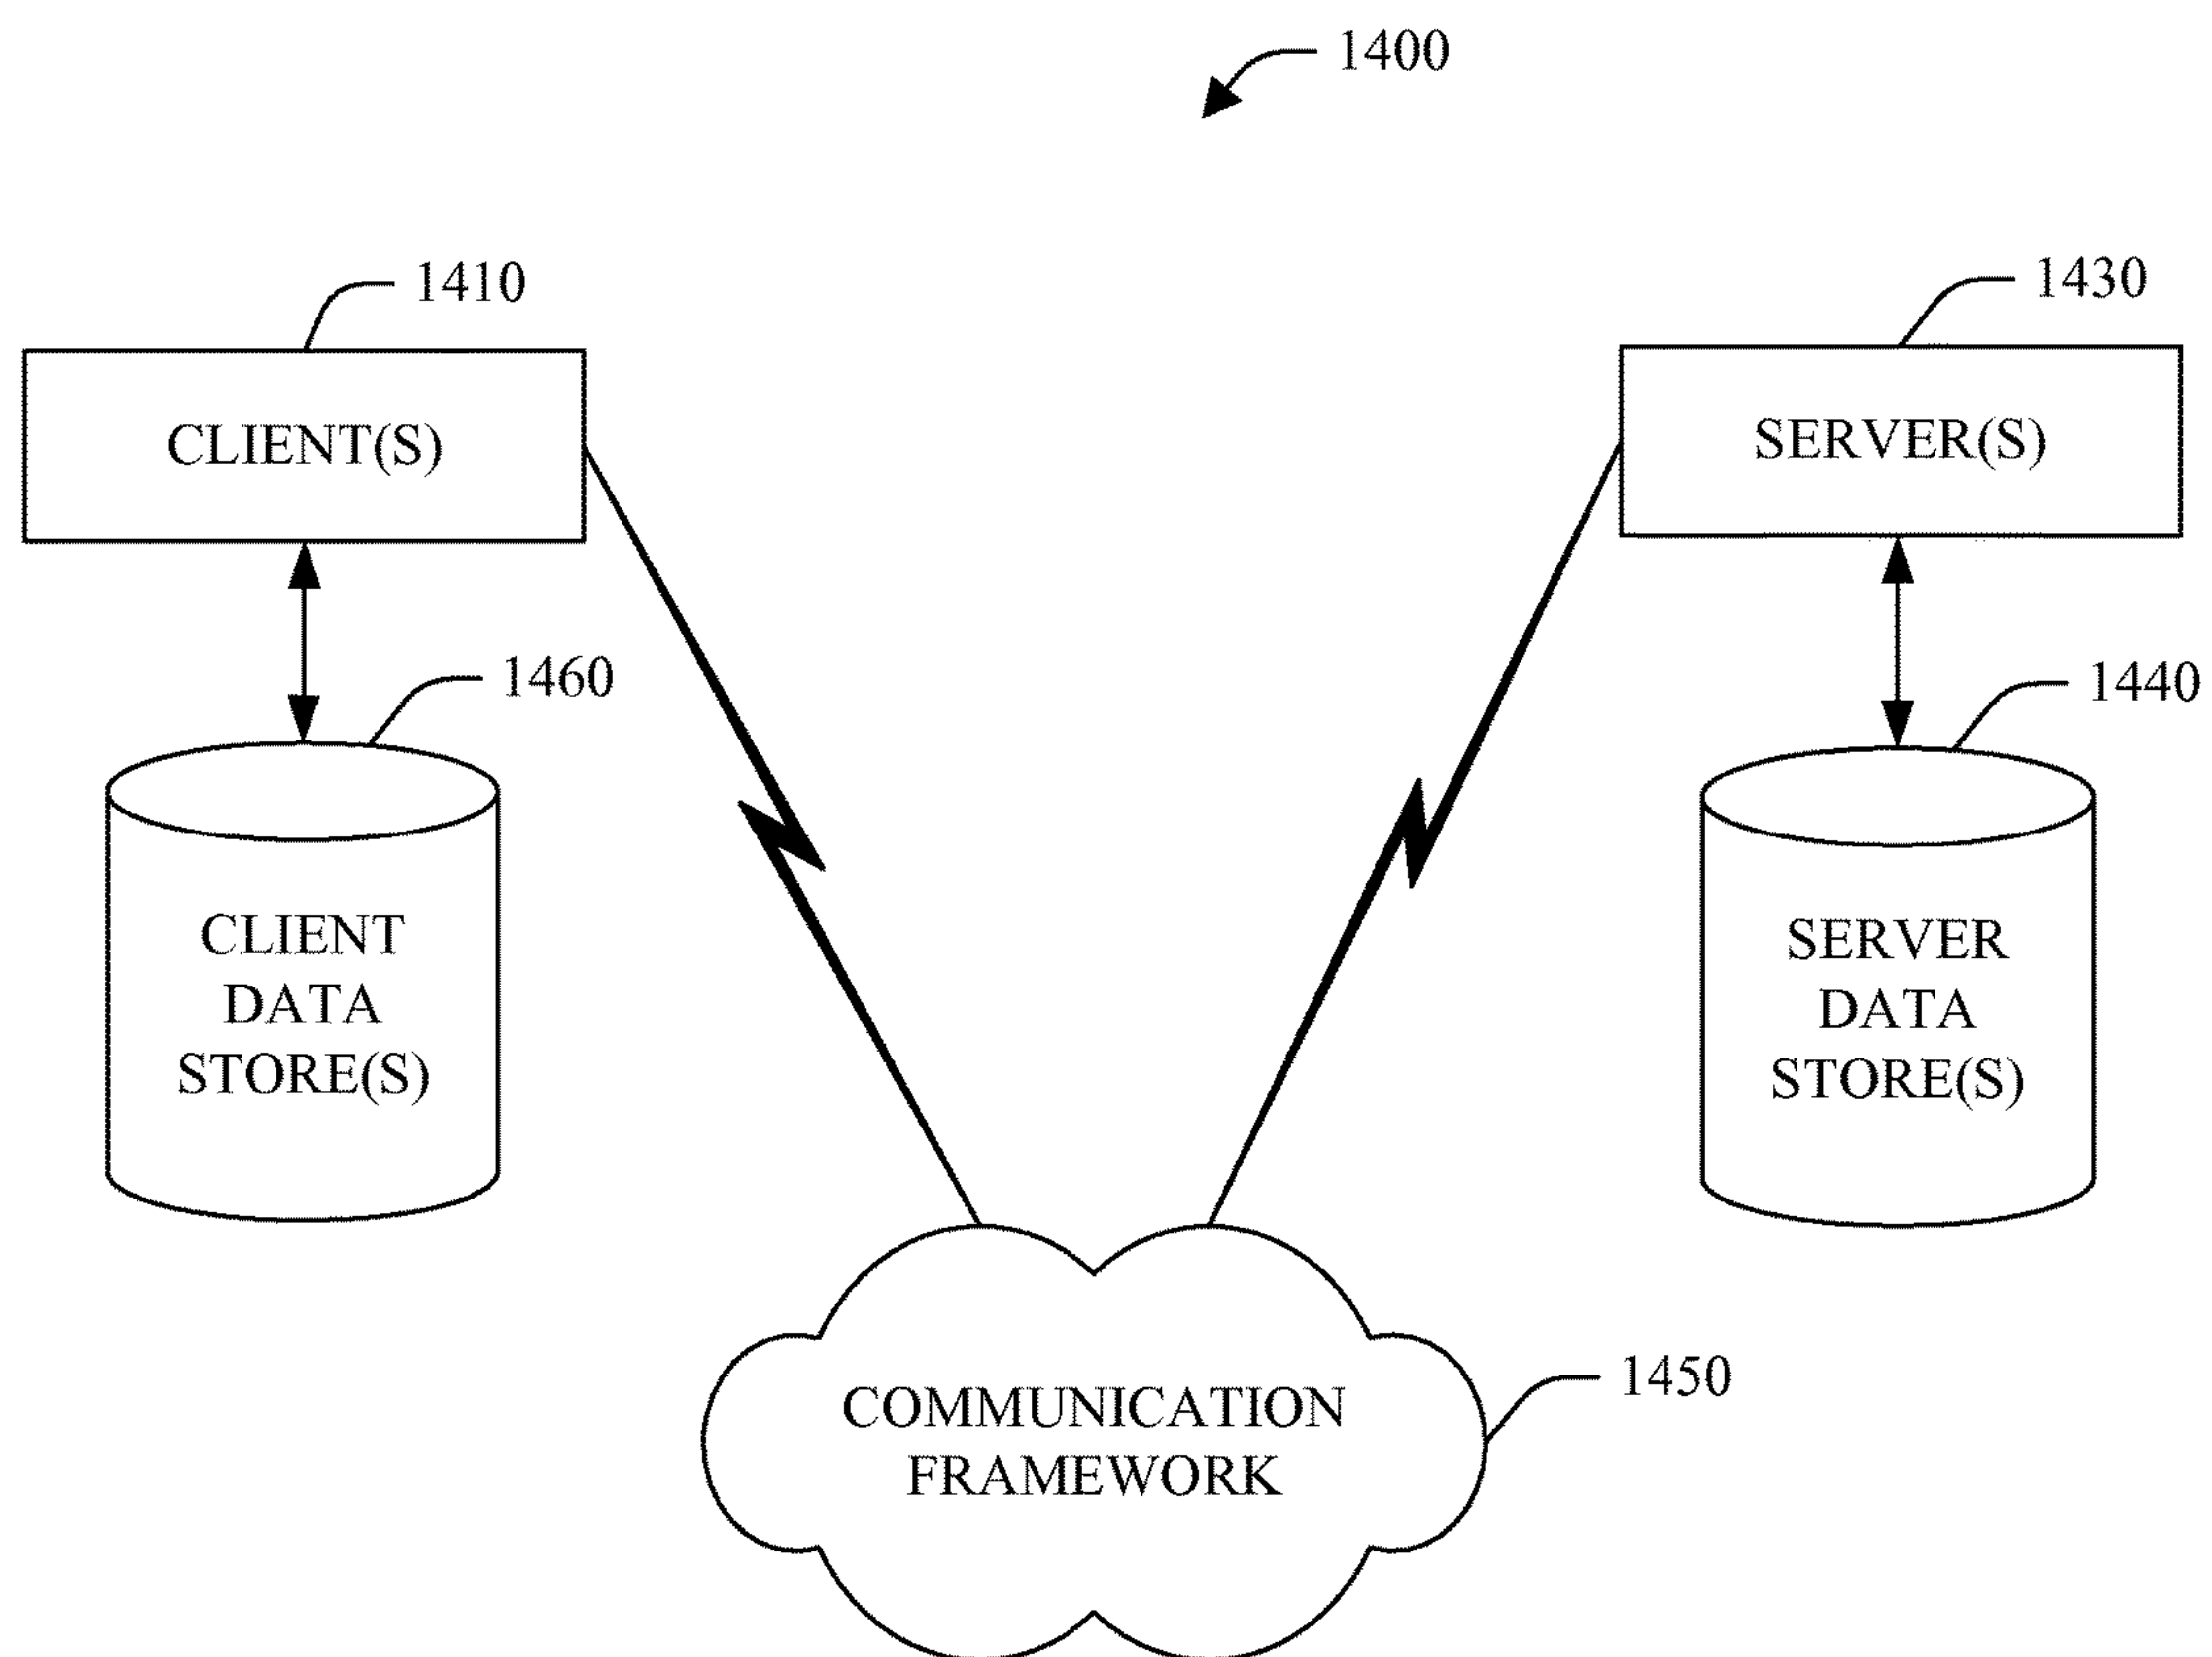 1400
1410
1430
CLIENT(S)
SERVER(S)
1460
1440
CLIENT
DATA
STORE(S)
SERVER
DATA
STORE(S)
1450
COMMUNICATION
FRAMEWORK